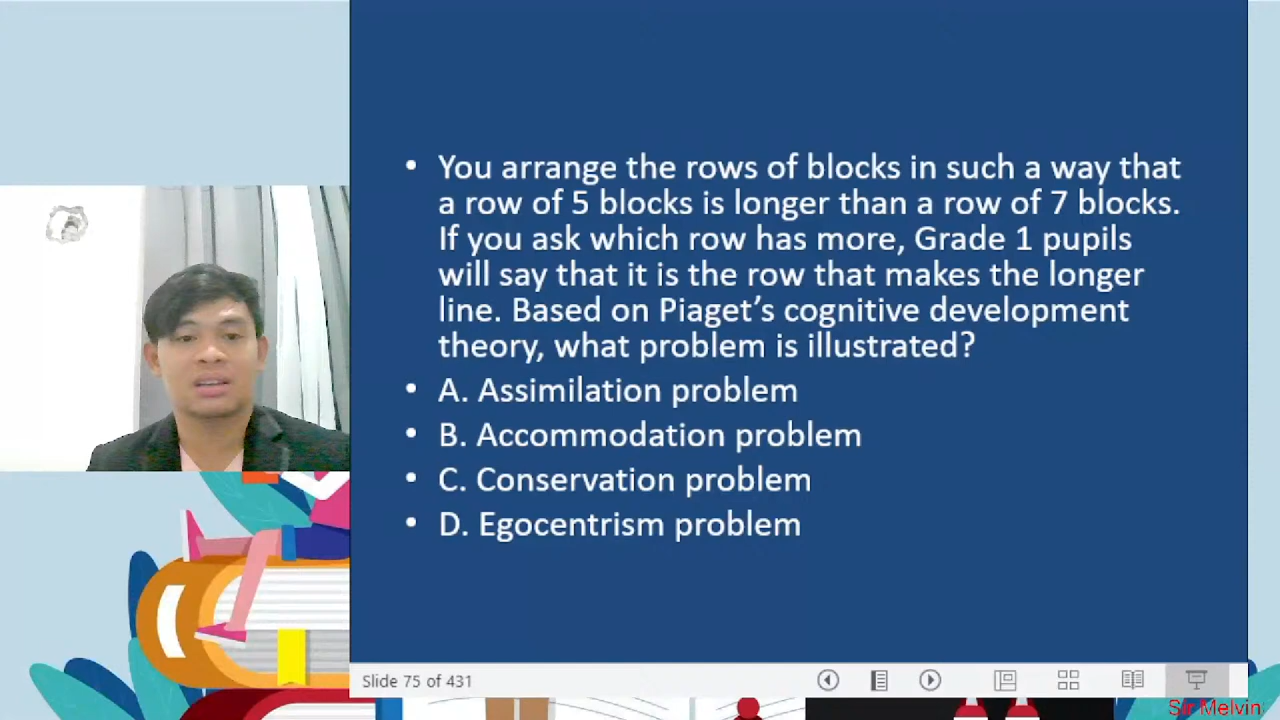 • You arrange the rows of blocks in such a way that
a row of 5 blocks is longer than a row of 7 blocks.
If you ask which row has more, Grade 1 pupils
will say that it is the row that makes the longer
line. Based on Piaget’s cognitive development
theory, what problem is illustrated?
• A. Assimilation problem
• B. Accommodation problem
• C. Conservation problem
• D. Egocentrism problem
Slide 75 of 431
Sir Melvin